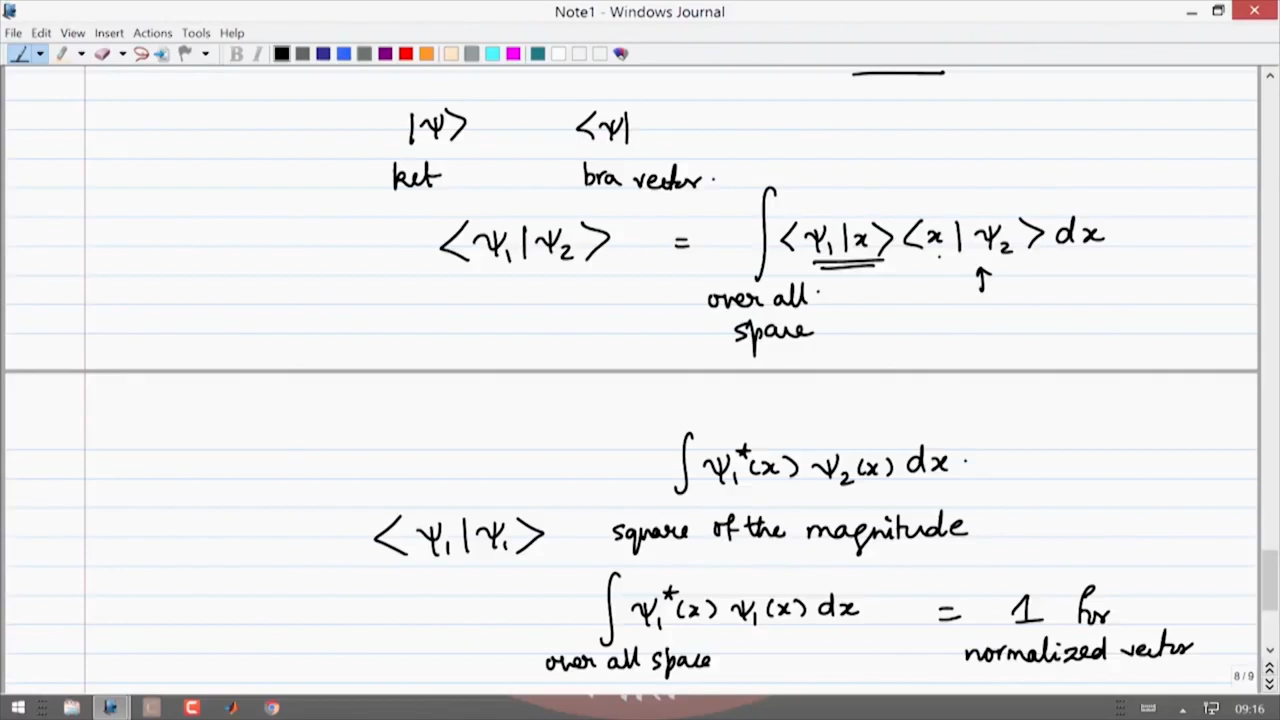 Note1 - Windows Journal
File Edit View Insert Actions Tools Help
B I
|ψ⟩ ⟨ψ|
ket bra vector.
⟨ψ₁|ψ₂⟩ = ∫⟨ψ₁|x⟩⟨x|ψ₂⟩dx
over all
space
∫ψ₁*(x) ψ₂(x) dx
⟨ψ₁|ψ₁⟩ square of the magnitude
∫ψ₁*(x) ψ₁(x) dx = 1 for
over all space normalized vector
8/9
09:16